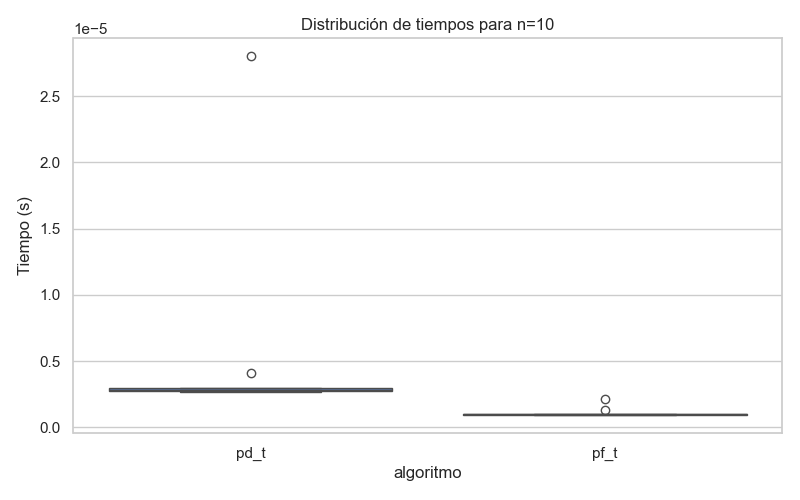 Distribución de tiempos para n=10
1e−5
2.5
2.0
1.5
1.0
0.5
0.0
Tiempo (s)
pd_t
pf_t
algoritmo